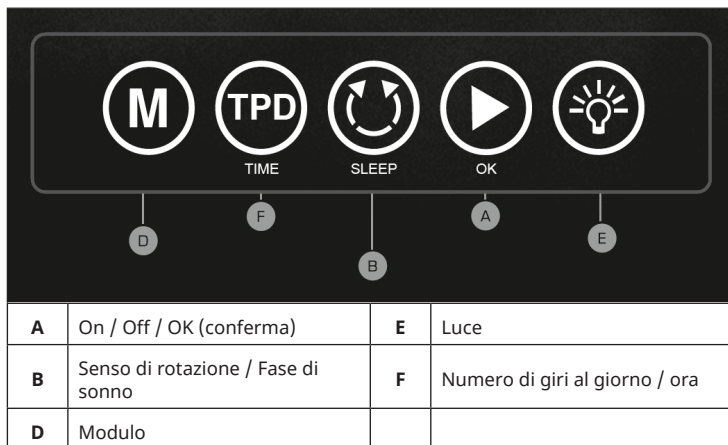 M
TPD
TIME
SLEEP
OK
D
F
B
A
E
A On / Off / OK (conferma) E Luce
B Senso di rotazione / Fase di
sonno F Numero di giri al giorno / ora
D Modulo